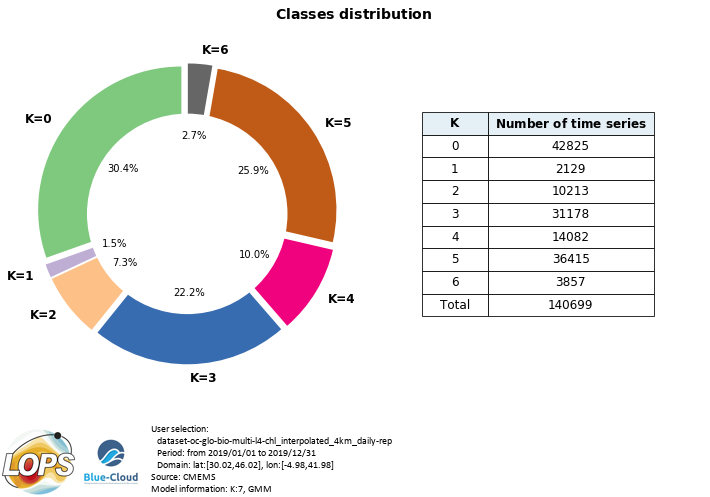 Classes distribution
K=6
K=0
K=5
2.7%
30.4%
25.9%
1.5%
7.3%
10.0%
22.2%
K=1
K=2
K=4
K=3
K Number of time series
0 42825
1 2129
2 10213
3 31178
4 14082
5 36415
6 3857
Total 140699
LOPS
Blue-Cloud
User selection:
dataset-oc-glo-bio-multi-l4-chl_interpolated_4km_daily-rep
Period: from 2019/01/01 to 2019/12/31
Domain: lat:[30.02,46.02], lon:[-4.98,41.98]
Source: CMEMS
Model information: K:7, GMM